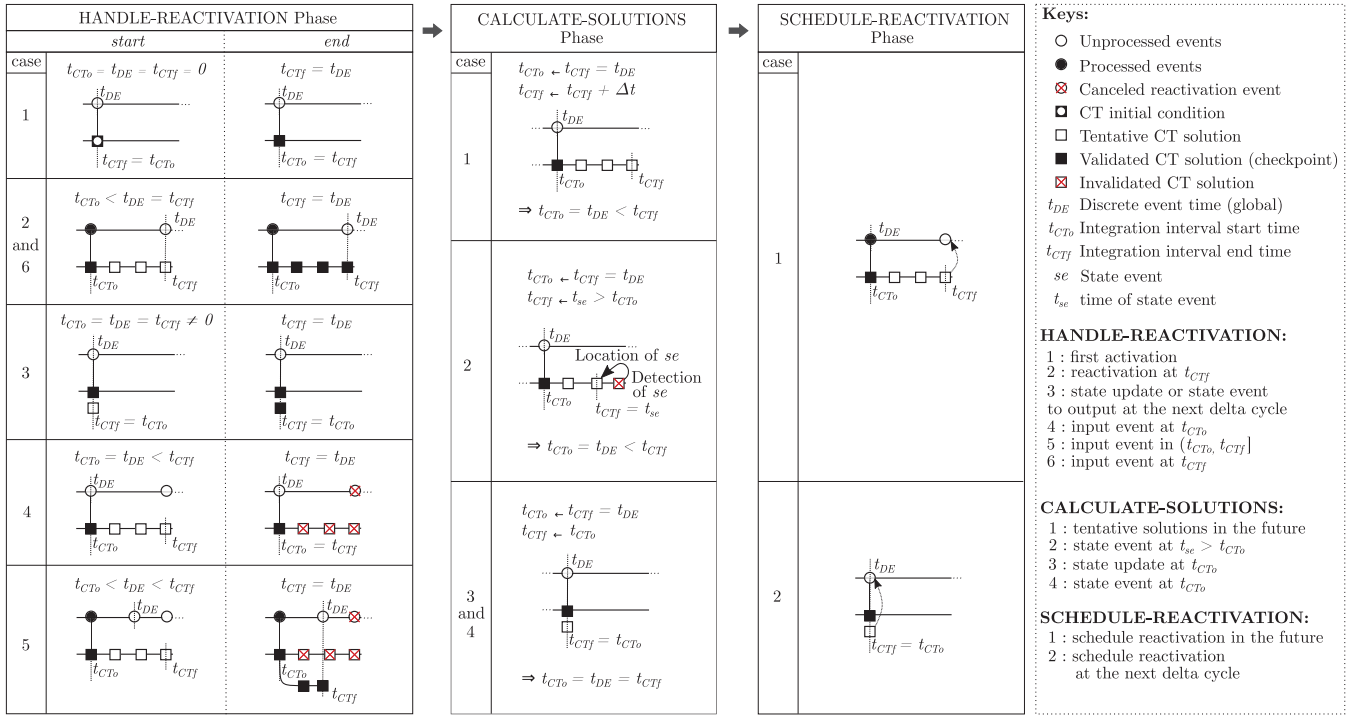 HANDLE-REACTIVATION Phase
start
end
case
1
t_CTo = t_DE = t_CTf = 0
t_DE
t_CTf = t_CTo
t_CTf = t_DE
t_DE
t_CTo = t_CTf
2
and
6
t_CTo < t_DE = t_CTf
t_DE
t_CTo
t_CTf
t_CTf = t_DE
t_DE
t_CTo
t_CTf
3
t_CTo = t_DE = t_CTf ≠ 0
t_DE
t_CTf = t_CTo
t_CTf = t_DE
t_DE
t_CTf = t_CTo
4
t_CTo = t_DE < t_CTf
t_DE
t_CTo
t_CTf
t_CTf = t_DE
t_DE
t_CTo = t_CTf
5
t_CTo < t_DE < t_CTf
t_DE
t_CTo
t_CTf
t_CTf = t_DE
t_DE
t_CTo
t_CTf
CALCULATE-SOLUTIONS
Phase
case
1
t_CTo ← t_CTf = t_DE
t_CTf ← t_CTf + Δt
t_DE
t_CTo
t_CTf
⇒ t_CTo = t_DE < t_CTf
2
t_CTo ← t_CTf = t_DE
t_CTf ← t_se > t_CTo
t_DE
Location of se
Detection
of se
t_CTo
t_CTf = t_se
⇒ t_CTo = t_DE < t_CTf
3
and
4
t_CTo ← t_CTf = t_DE
t_CTf ← t_CTo
t_DE
t_CTf = t_CTo
⇒ t_CTo = t_DE = t_CTf
SCHEDULE-REACTIVATION
Phase
case
1
t_DE
t_CTo
t_CTf
2
t_DE
t_CTf = t_CTo
Keys:
Unprocessed events
Processed events
Canceled reactivation event
CT initial condition
Tentative CT solution
Validated CT solution (checkpoint)
Invalidated CT solution
t_DE Discrete event time (global)
t_CTo Integration interval start time
t_CTf Integration interval end time
se State event
t_se time of state event
HANDLE-REACTIVATION:
1 : first activation
2 : reactivation at t_CTf
3 : state update or state event
to output at the next delta cycle
4 : input event at t_CTo
5 : input event in (t_CTo, t_CTf]
6 : input event at t_CTf
CALCULATE-SOLUTIONS:
1 : tentative solutions in the future
2 : state event at t_se > t_CTo
3 : state update at t_CTo
4 : state event at t_CTo
SCHEDULE-REACTIVATION:
1 : schedule reactivation in the future
2 : schedule reactivation
at the next delta cycle